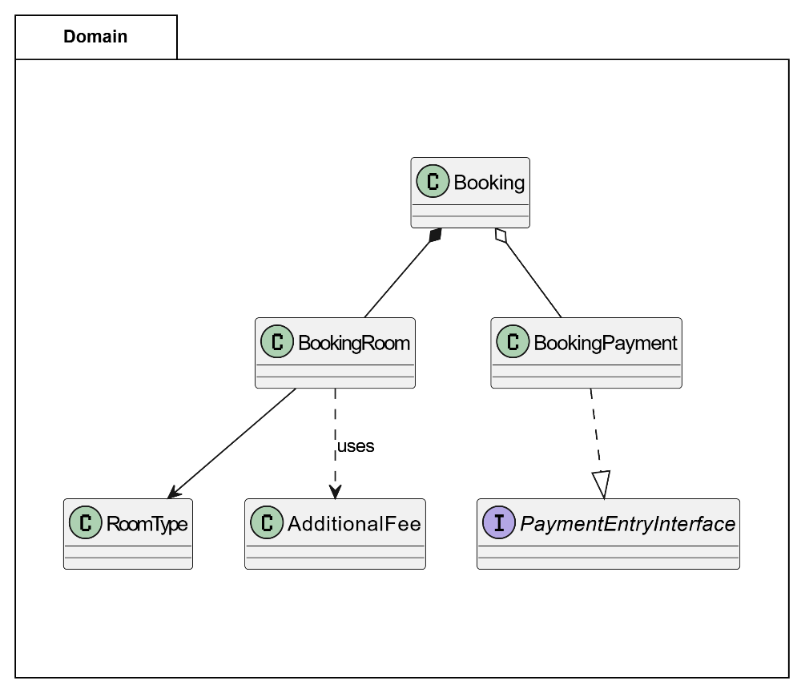 Domain
C Booking
C BookingRoom
C BookingPayment
uses
C RoomType
C AdditionalFee
I PaymentEntryInterface